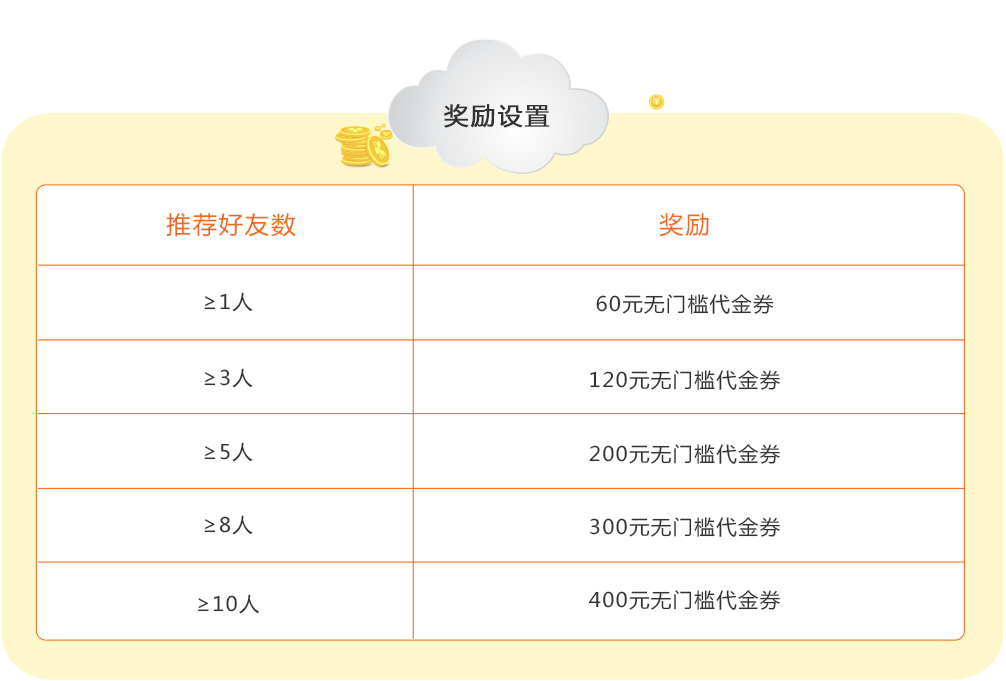 奖励设置
推荐好友数 奖励
≥1人 60元无门槛代金券
≥3人 120元无门槛代金券
≥5人 200元无门槛代金券
≥8人 300元无门槛代金券
≥10人 400元无门槛代金券